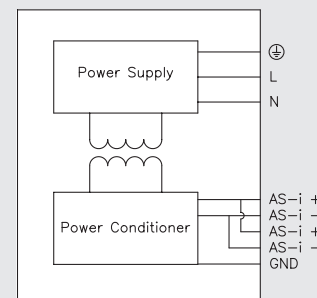 Power Supply
L
N
Power Conditioner
AS-i +
AS-i -
AS-i +
AS-i -
GND